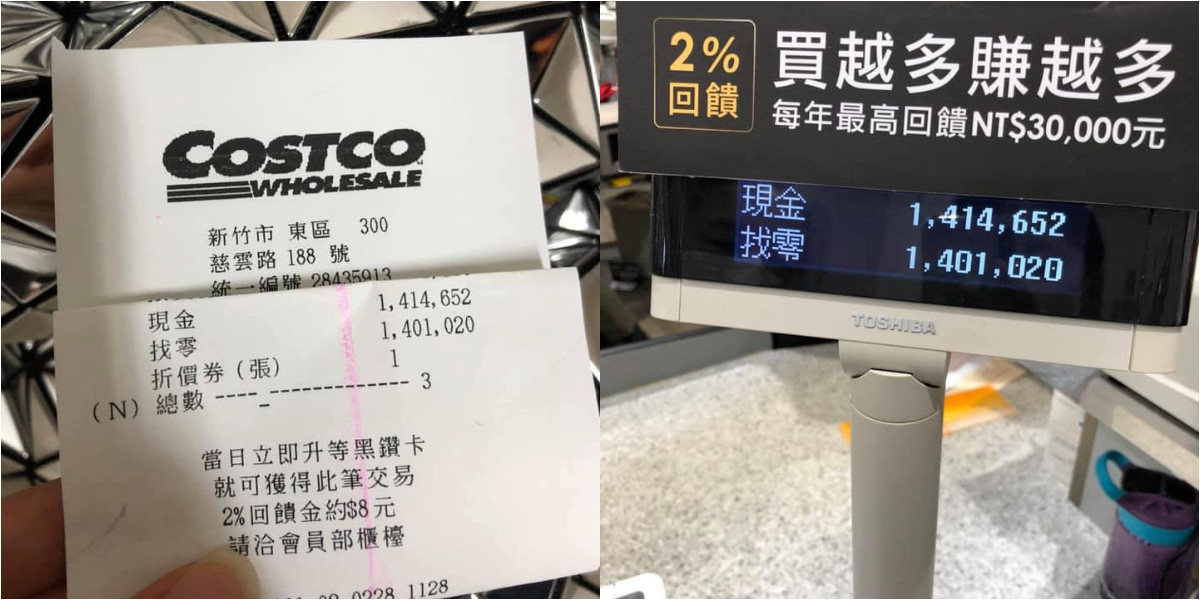 COSTCO
WHOLESALE
新竹市 東區 300
慈雲路 188 號
統一編號 28435913
現金 1,414,652
找零 1,401,020
折價券(張) 1
(N) 總數 ----_-------------- 3
當日立即升等黑鑽卡
就可獲得此筆交易
2%回饋金約$8元
請洽會員部櫃檯
0228 1128
2%
回饋
買越多賺越多
每年最高回饋NT$30,000元
現金 1,414,652
找零 1,401,020
TOSHIBA